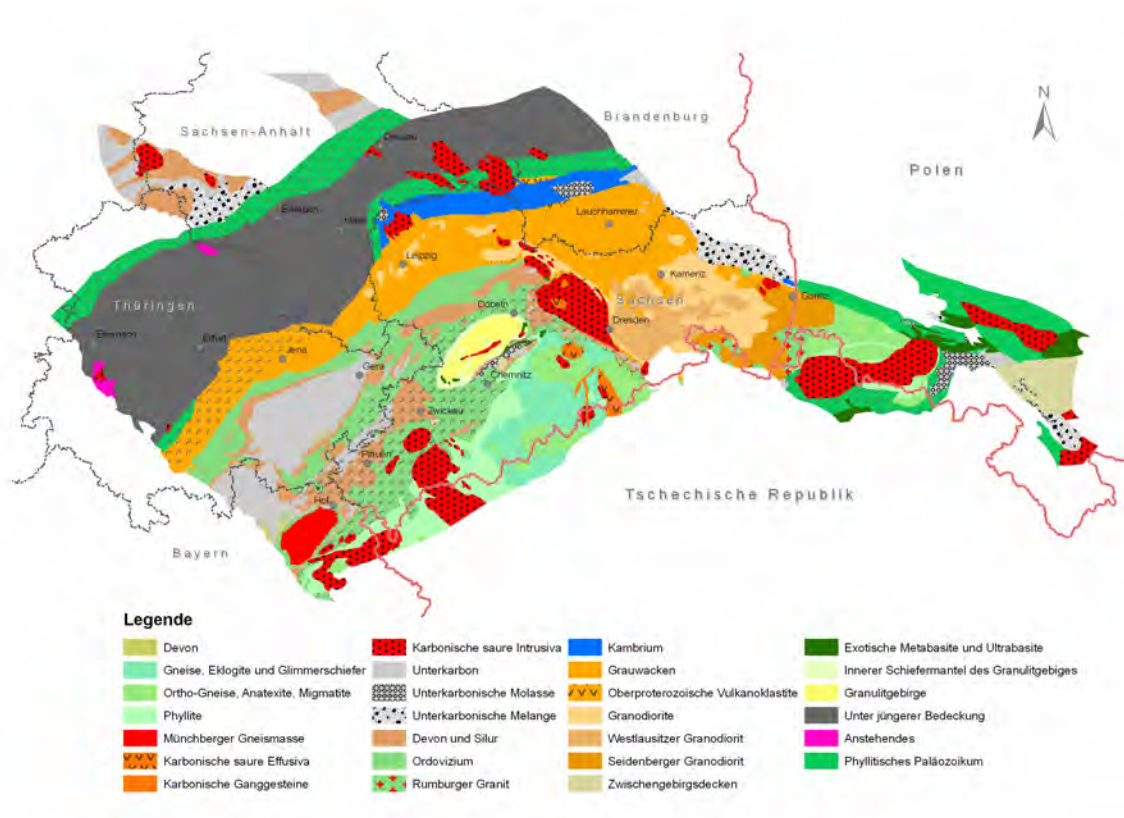 N
Brandenburg
Sachsen-Anhalt
Polen
Dessau
Eisleben
Halle
Lauchhammer
Leipzig
Kamenz
Görlitz
Thüringen
Sachsen
Döbeln
Dresden
Eisenach
Erfurt
Jena
Gera
Chemnitz
Zwickau
Plauen
Hof
Tschechische Republik
Bayern
Legende
Devon
Gneise, Eklogite und Glimmerschiefer
Ortho-Gneise, Anatexite, Migmatite
Phyllite
Münchberger Gneismasse
Karbonische saure Effusiva
Karbonische Ganggesteine
Karbonische saure Intrusiva
Unterkarbon
Unterkarbonische Molasse
Unterkarbonische Melange
Devon und Silur
Ordovizium
Rumburger Granit
Kambrium
Grauwacken
Oberproterozoische Vulkanoklastite
Granodiorite
Westlausitzer Granodiorit
Seidenberger Granodiorit
Zwischengebirgsdecken
Exotische Metabasite und Ultrabasite
Innerer Schiefermantel des Granulitgebiges
Granulitgebirge
Unter jüngerer Bedeckung
Anstehendes
Phyllitisches Paläozoikum